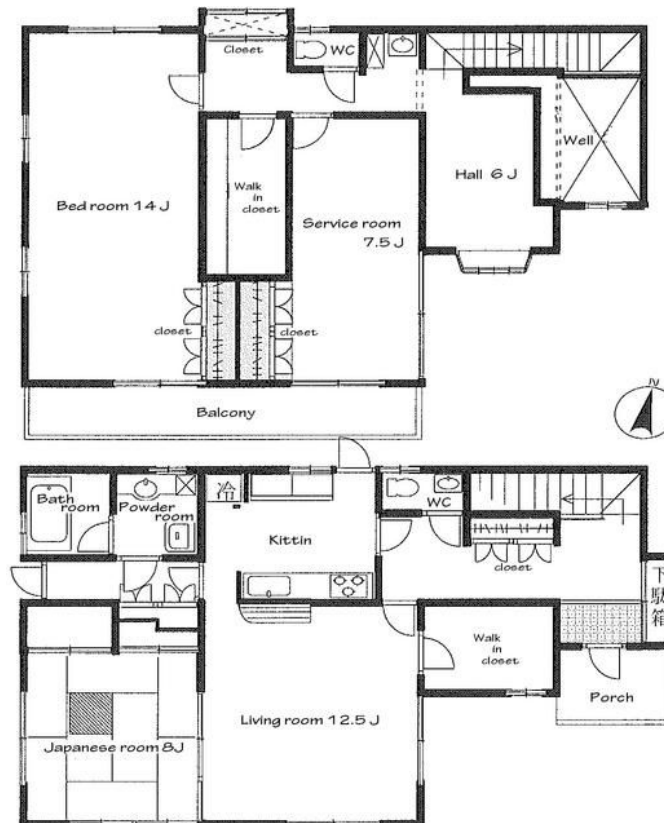 Closet
WC
Bed room 14 J
Walk
in
closet
Service room
7.5 J
Hall 6 J
Well
closet
closet
Balcony
N
Bath
room
Powder
room
冷
Kittin
WC
closet
下駄箱
Walk
in
closet
Porch
Living room 12.5 J
Japanese room 8J